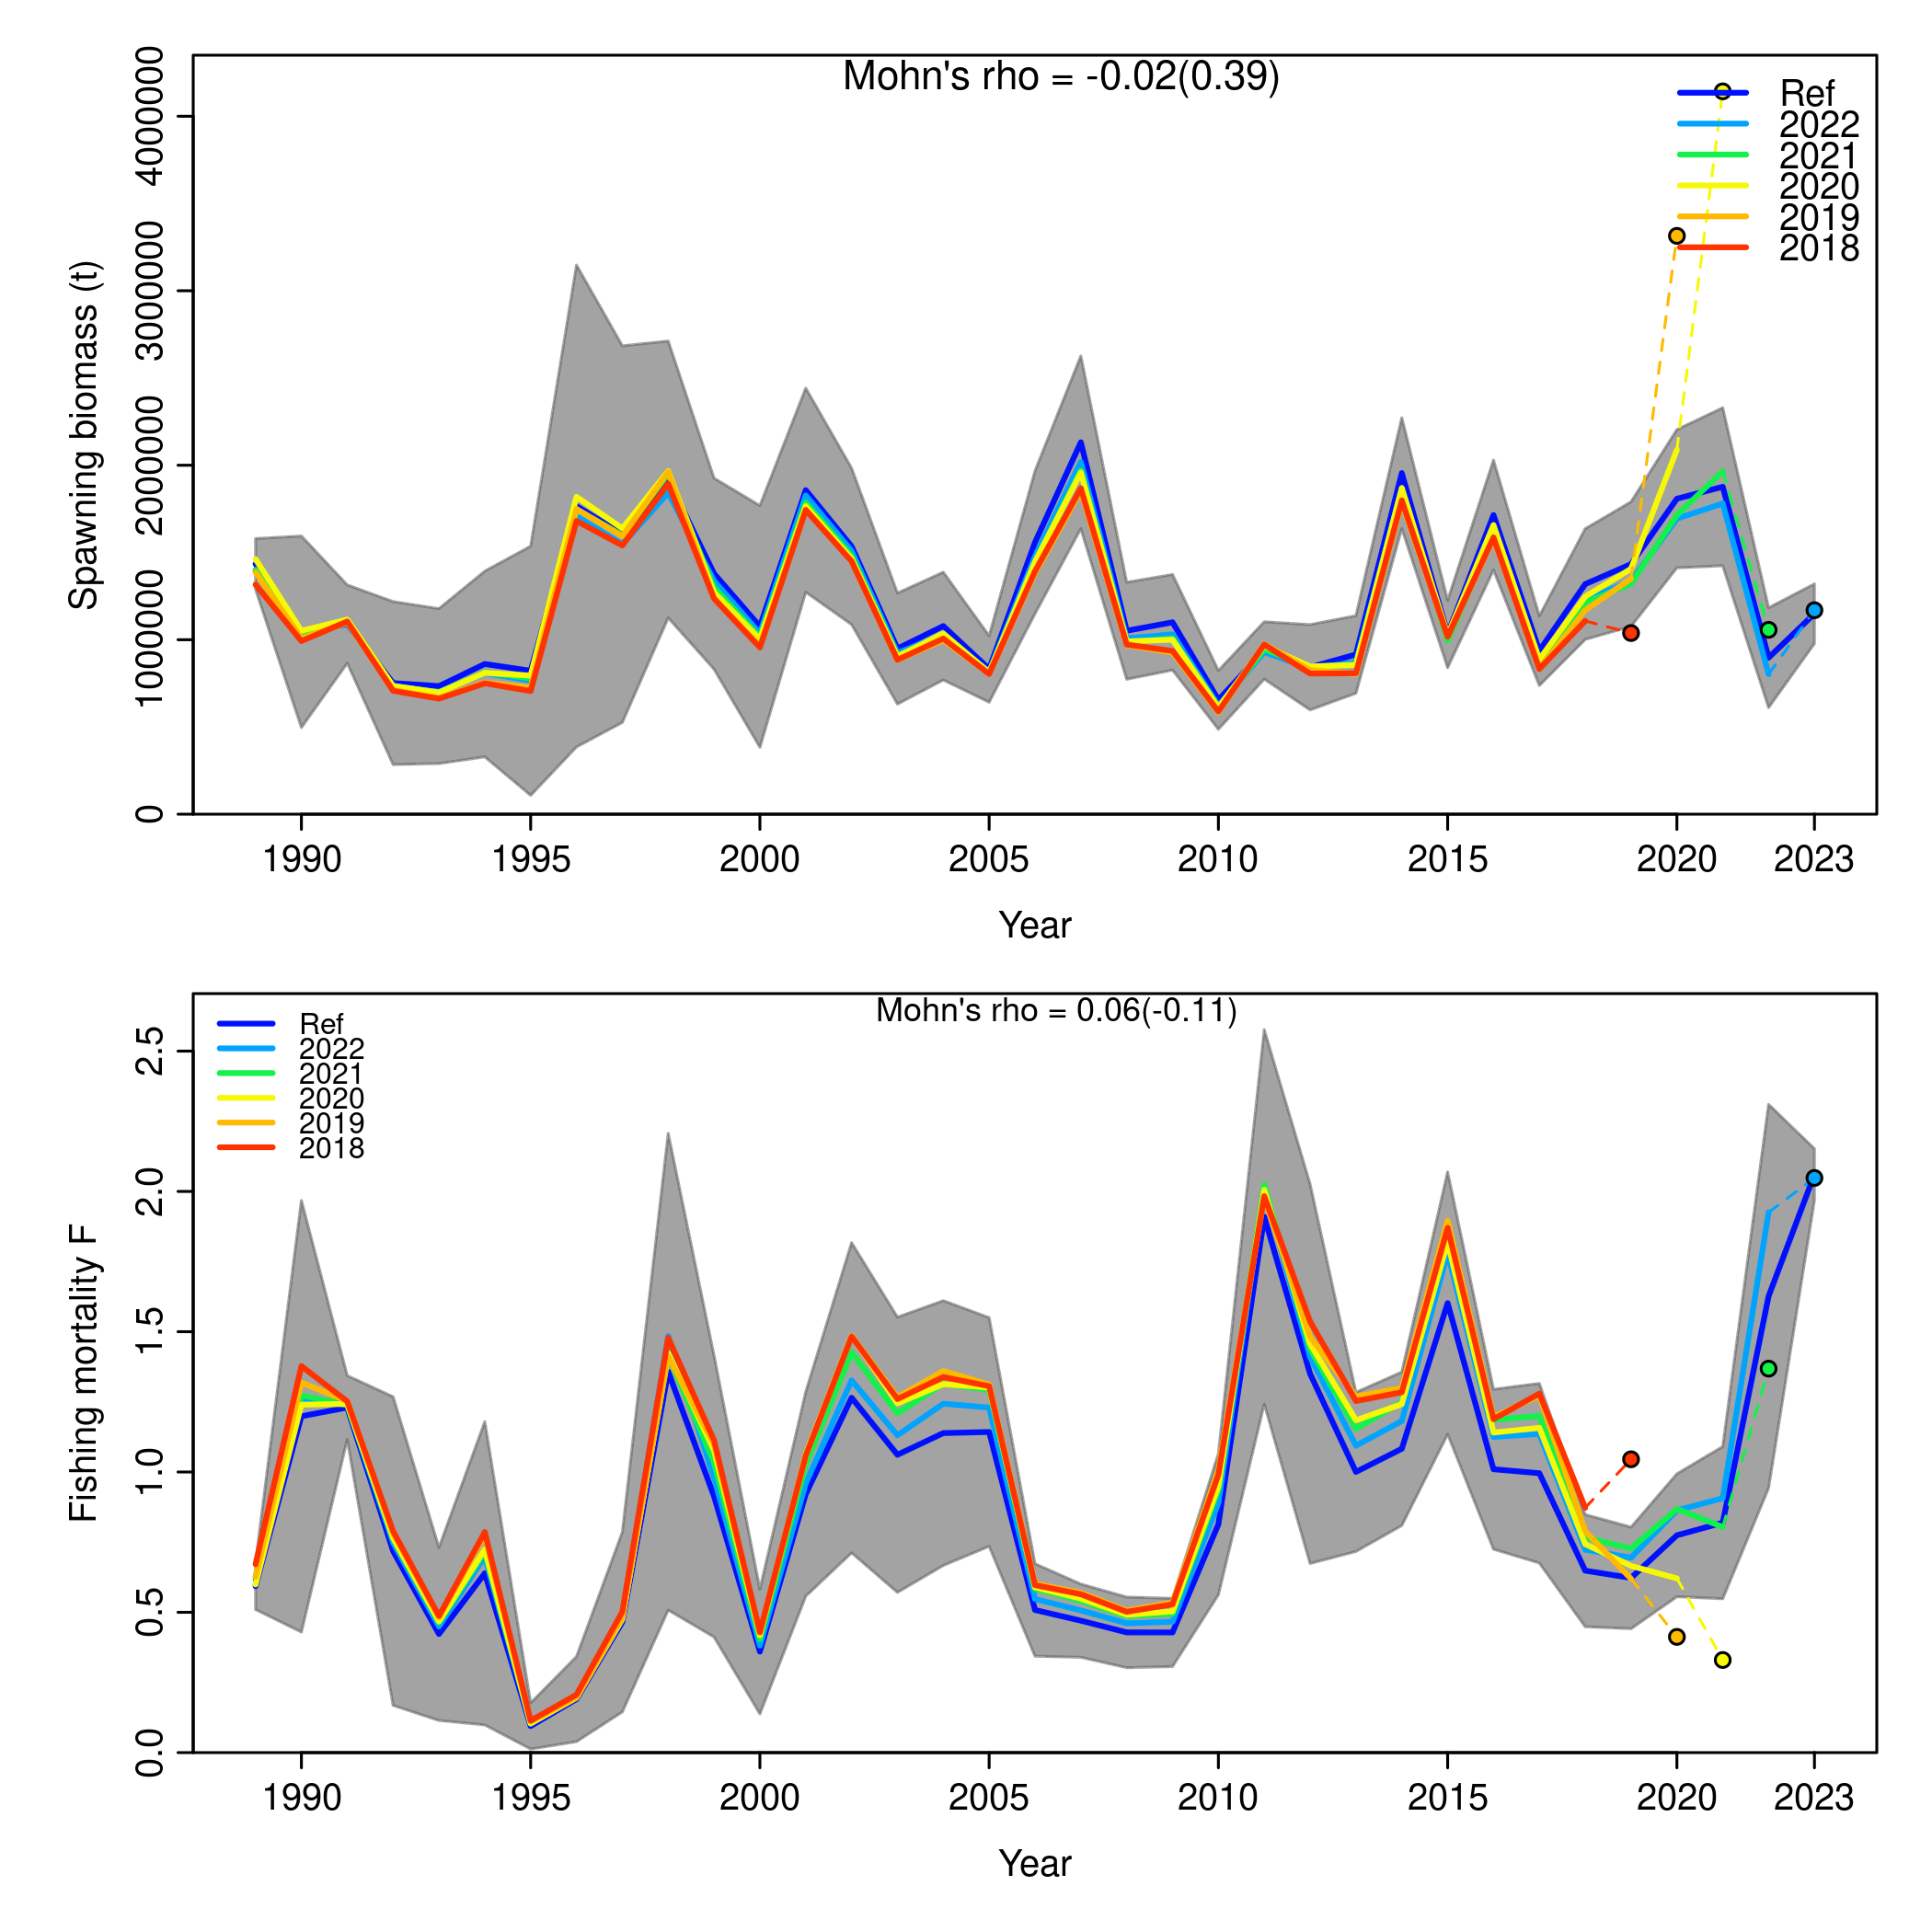 Mohn's rho = -0.02(0.39)
Ref
2022
2021
2020
2019
2018
Spawning biomass (t)
4000000
3000000
2000000
1000000
0
1990 1995 2000 2005 2010 2015 2020 2023
Year
Mohn's rho = 0.06(-0.11)
Ref
2022
2021
2020
2019
2018
Fishing mortality F
2.5
2.0
1.5
1.0
0.5
0.0
1990 1995 2000 2005 2010 2015 2020 2023
Year